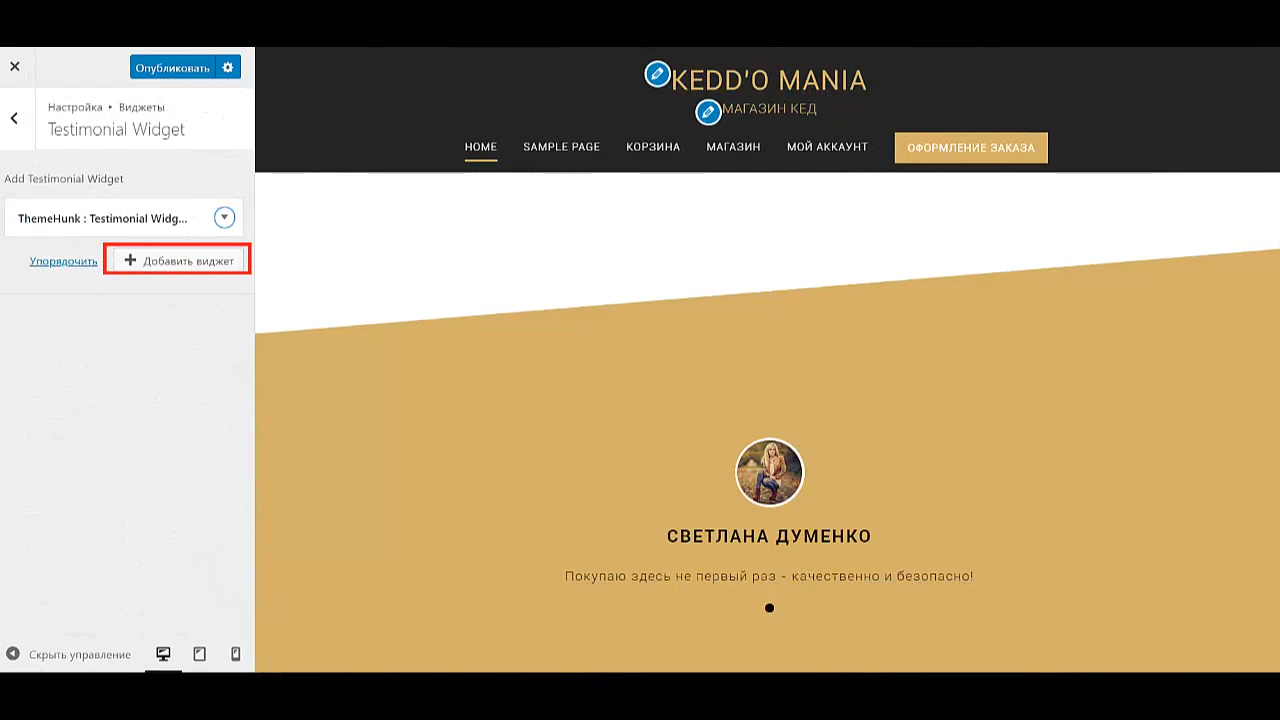 Опубликовать
Настройка ▸ Виджеты
Testimonial Widget
Add Testimonial Widget
ThemeHunk : Testimonial Widg...
Упорядочить
Добавить виджет
Скрыть управление
KEDD'O MANIA
МАГАЗИН КЕД
HOME SAMPLE PAGE КОРЗИНА МАГАЗИН МОЙ АККАУНТ ОФОРМЛЕНИЕ ЗАКАЗА
СВЕТЛАНА ДУМЕНКО
Покупаю здесь не первый раз - качественно и безопасно!